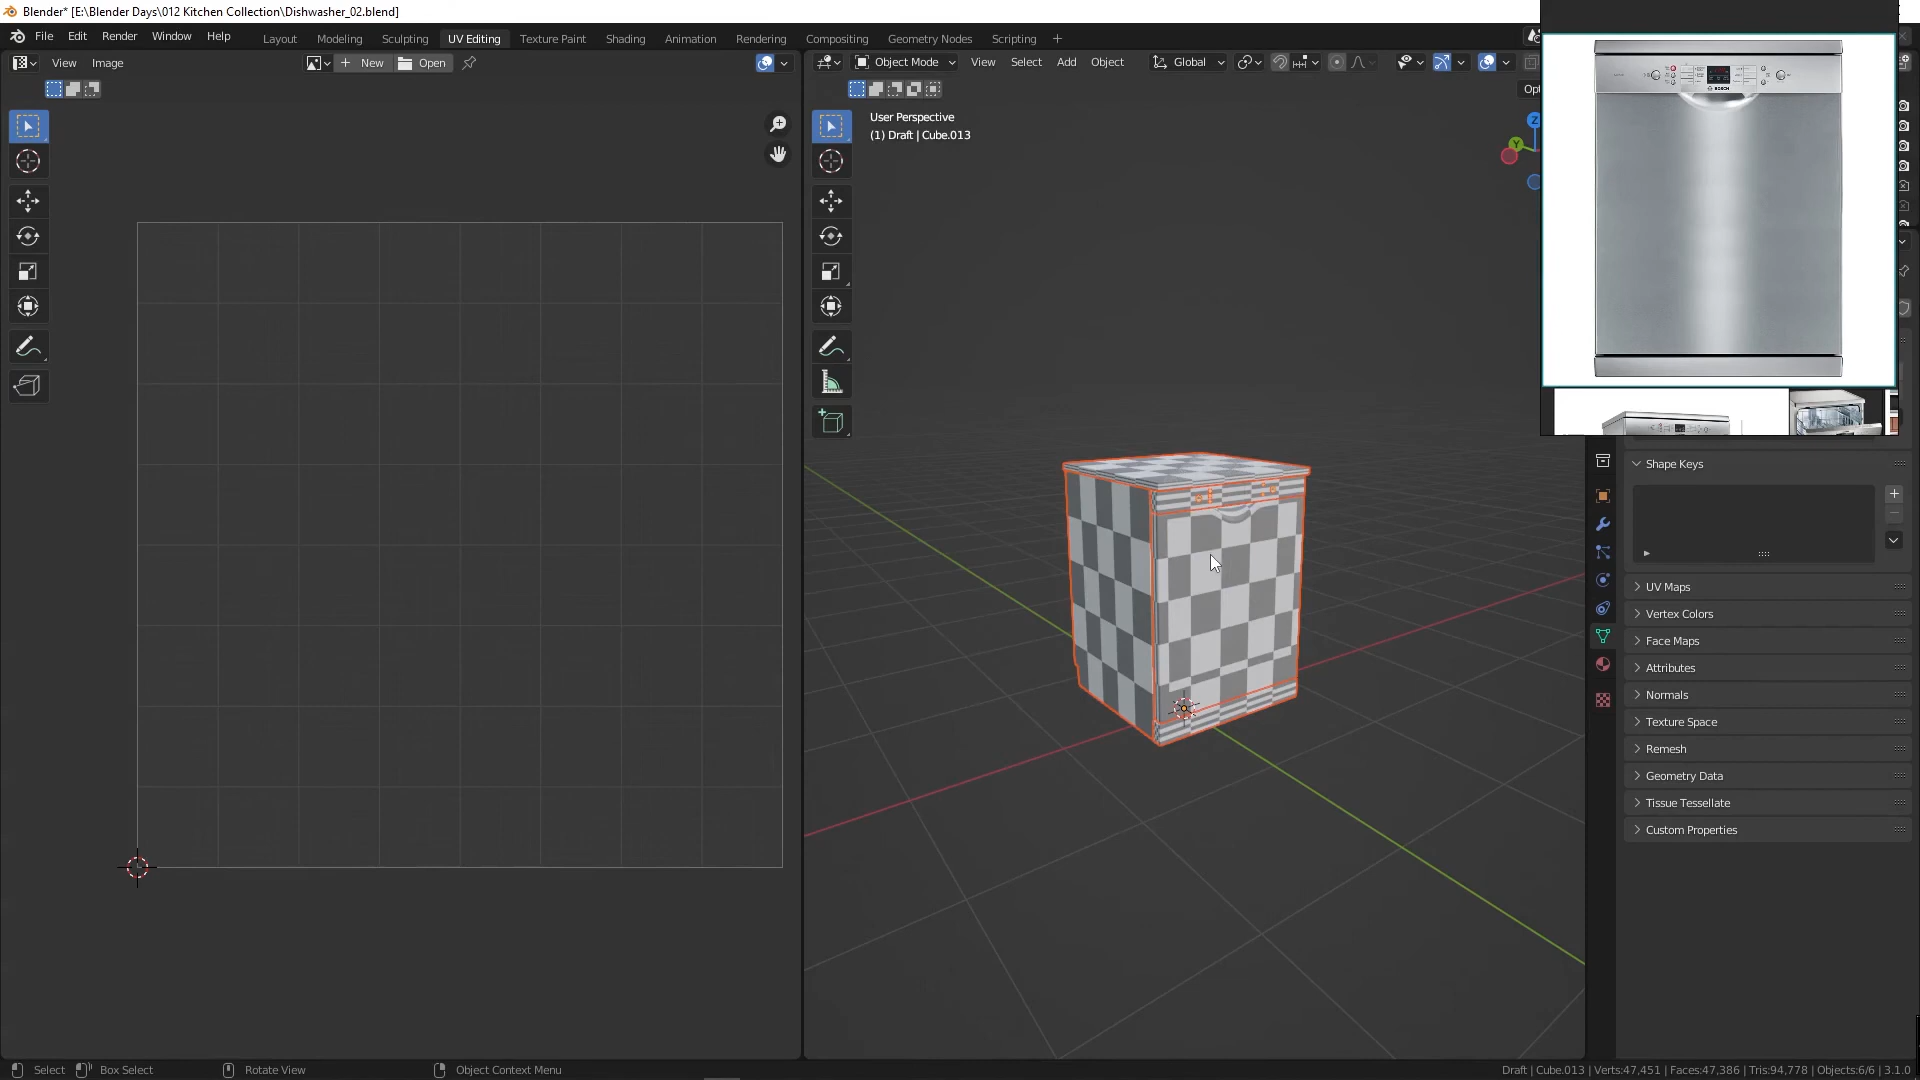 Blender* [E:\Blender Days\012 Kitchen Collection\Dishwasher_02.blend]
File Edit Render Window Help
Layout Modeling Sculpting UV Editing Texture Paint Shading Animation Rendering Compositing Geometry Nodes Scripting +
View Image
+ New Open
Object Mode View Select Add Object Global
Opt
User Perspective
(1) Draft | Cube.013
Z
Y
BOSCH
Shape Keys
UV Maps
Vertex Colors
Face Maps
Attributes
Normals
Texture Space
Remesh
Geometry Data
Tissue Tessellate
Custom Properties
Select Box Select Rotate View Object Context Menu
Draft | Cube.013 | Verts:47,451 | Faces:47,386 | Tris:94,778 | Objects:6/6 | 3.1.0